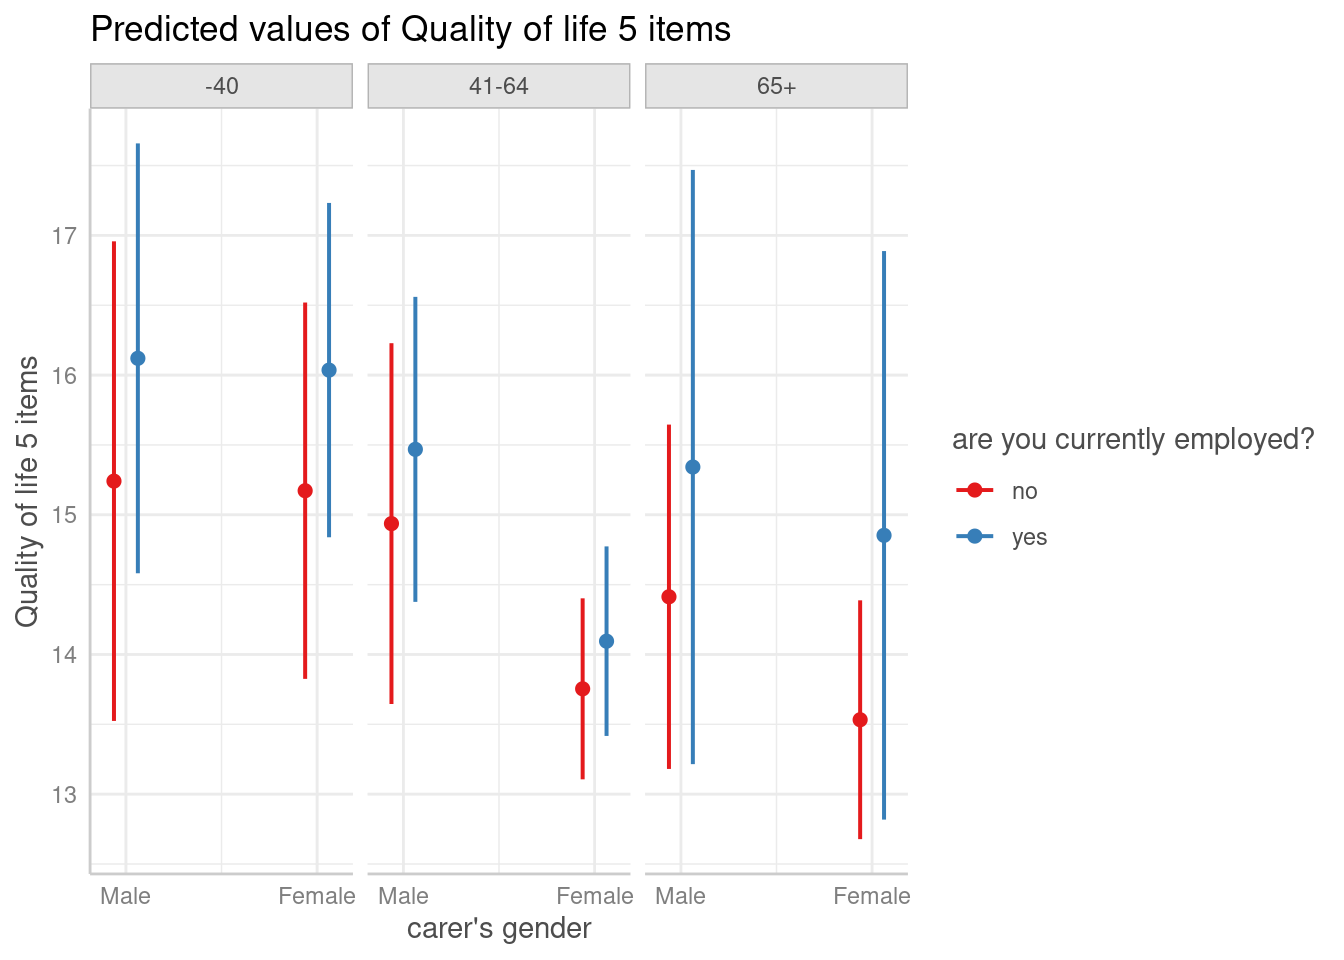 Predicted values of Quality of life 5 items
-40
41-64
65+
Quality of life 5 items
17
16
15
14
13
Male
Female
Male
Female
Male
Female
carer's gender
are you currently employed?
no
yes